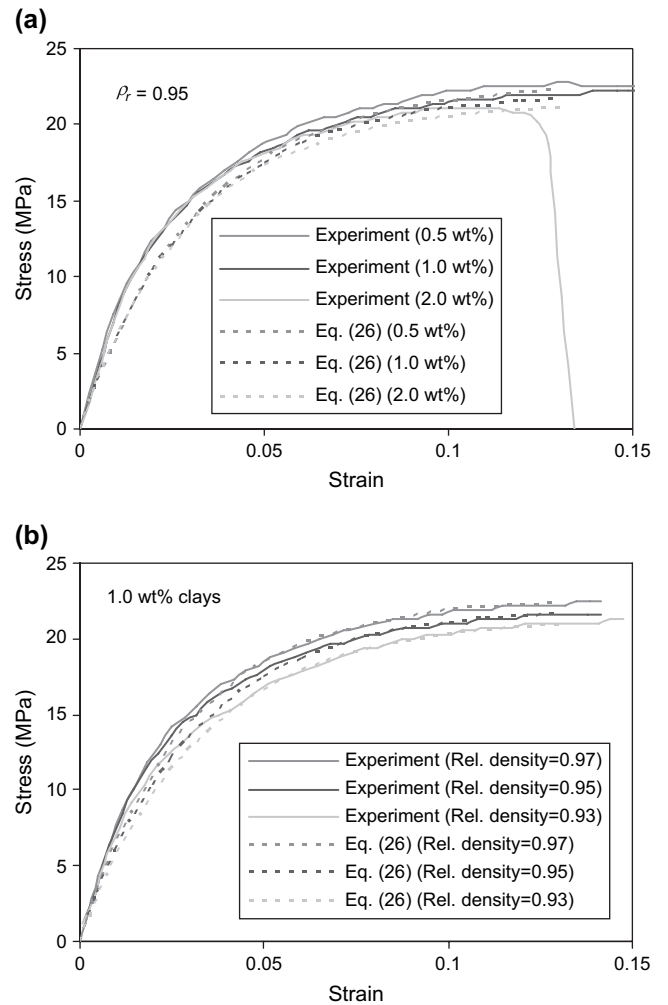 (a)
25
20
15
10
5
0
Stress (MPa)
ρr = 0.95
Experiment (0.5 wt%)
Experiment (1.0 wt%)
Experiment (2.0 wt%)
Eq. (26) (0.5 wt%)
Eq. (26) (1.0 wt%)
Eq. (26) (2.0 wt%)
0 0.05 0.1 0.15
Strain
(b)
25
20
15
10
5
0
Stress (MPa)
1.0 wt% clays
Experiment (Rel. density=0.97)
Experiment (Rel. density=0.95)
Experiment (Rel. density=0.93)
Eq. (26) (Rel. density=0.97)
Eq. (26) (Rel. density=0.95)
Eq. (26) (Rel. density=0.93)
0 0.05 0.1 0.15
Strain